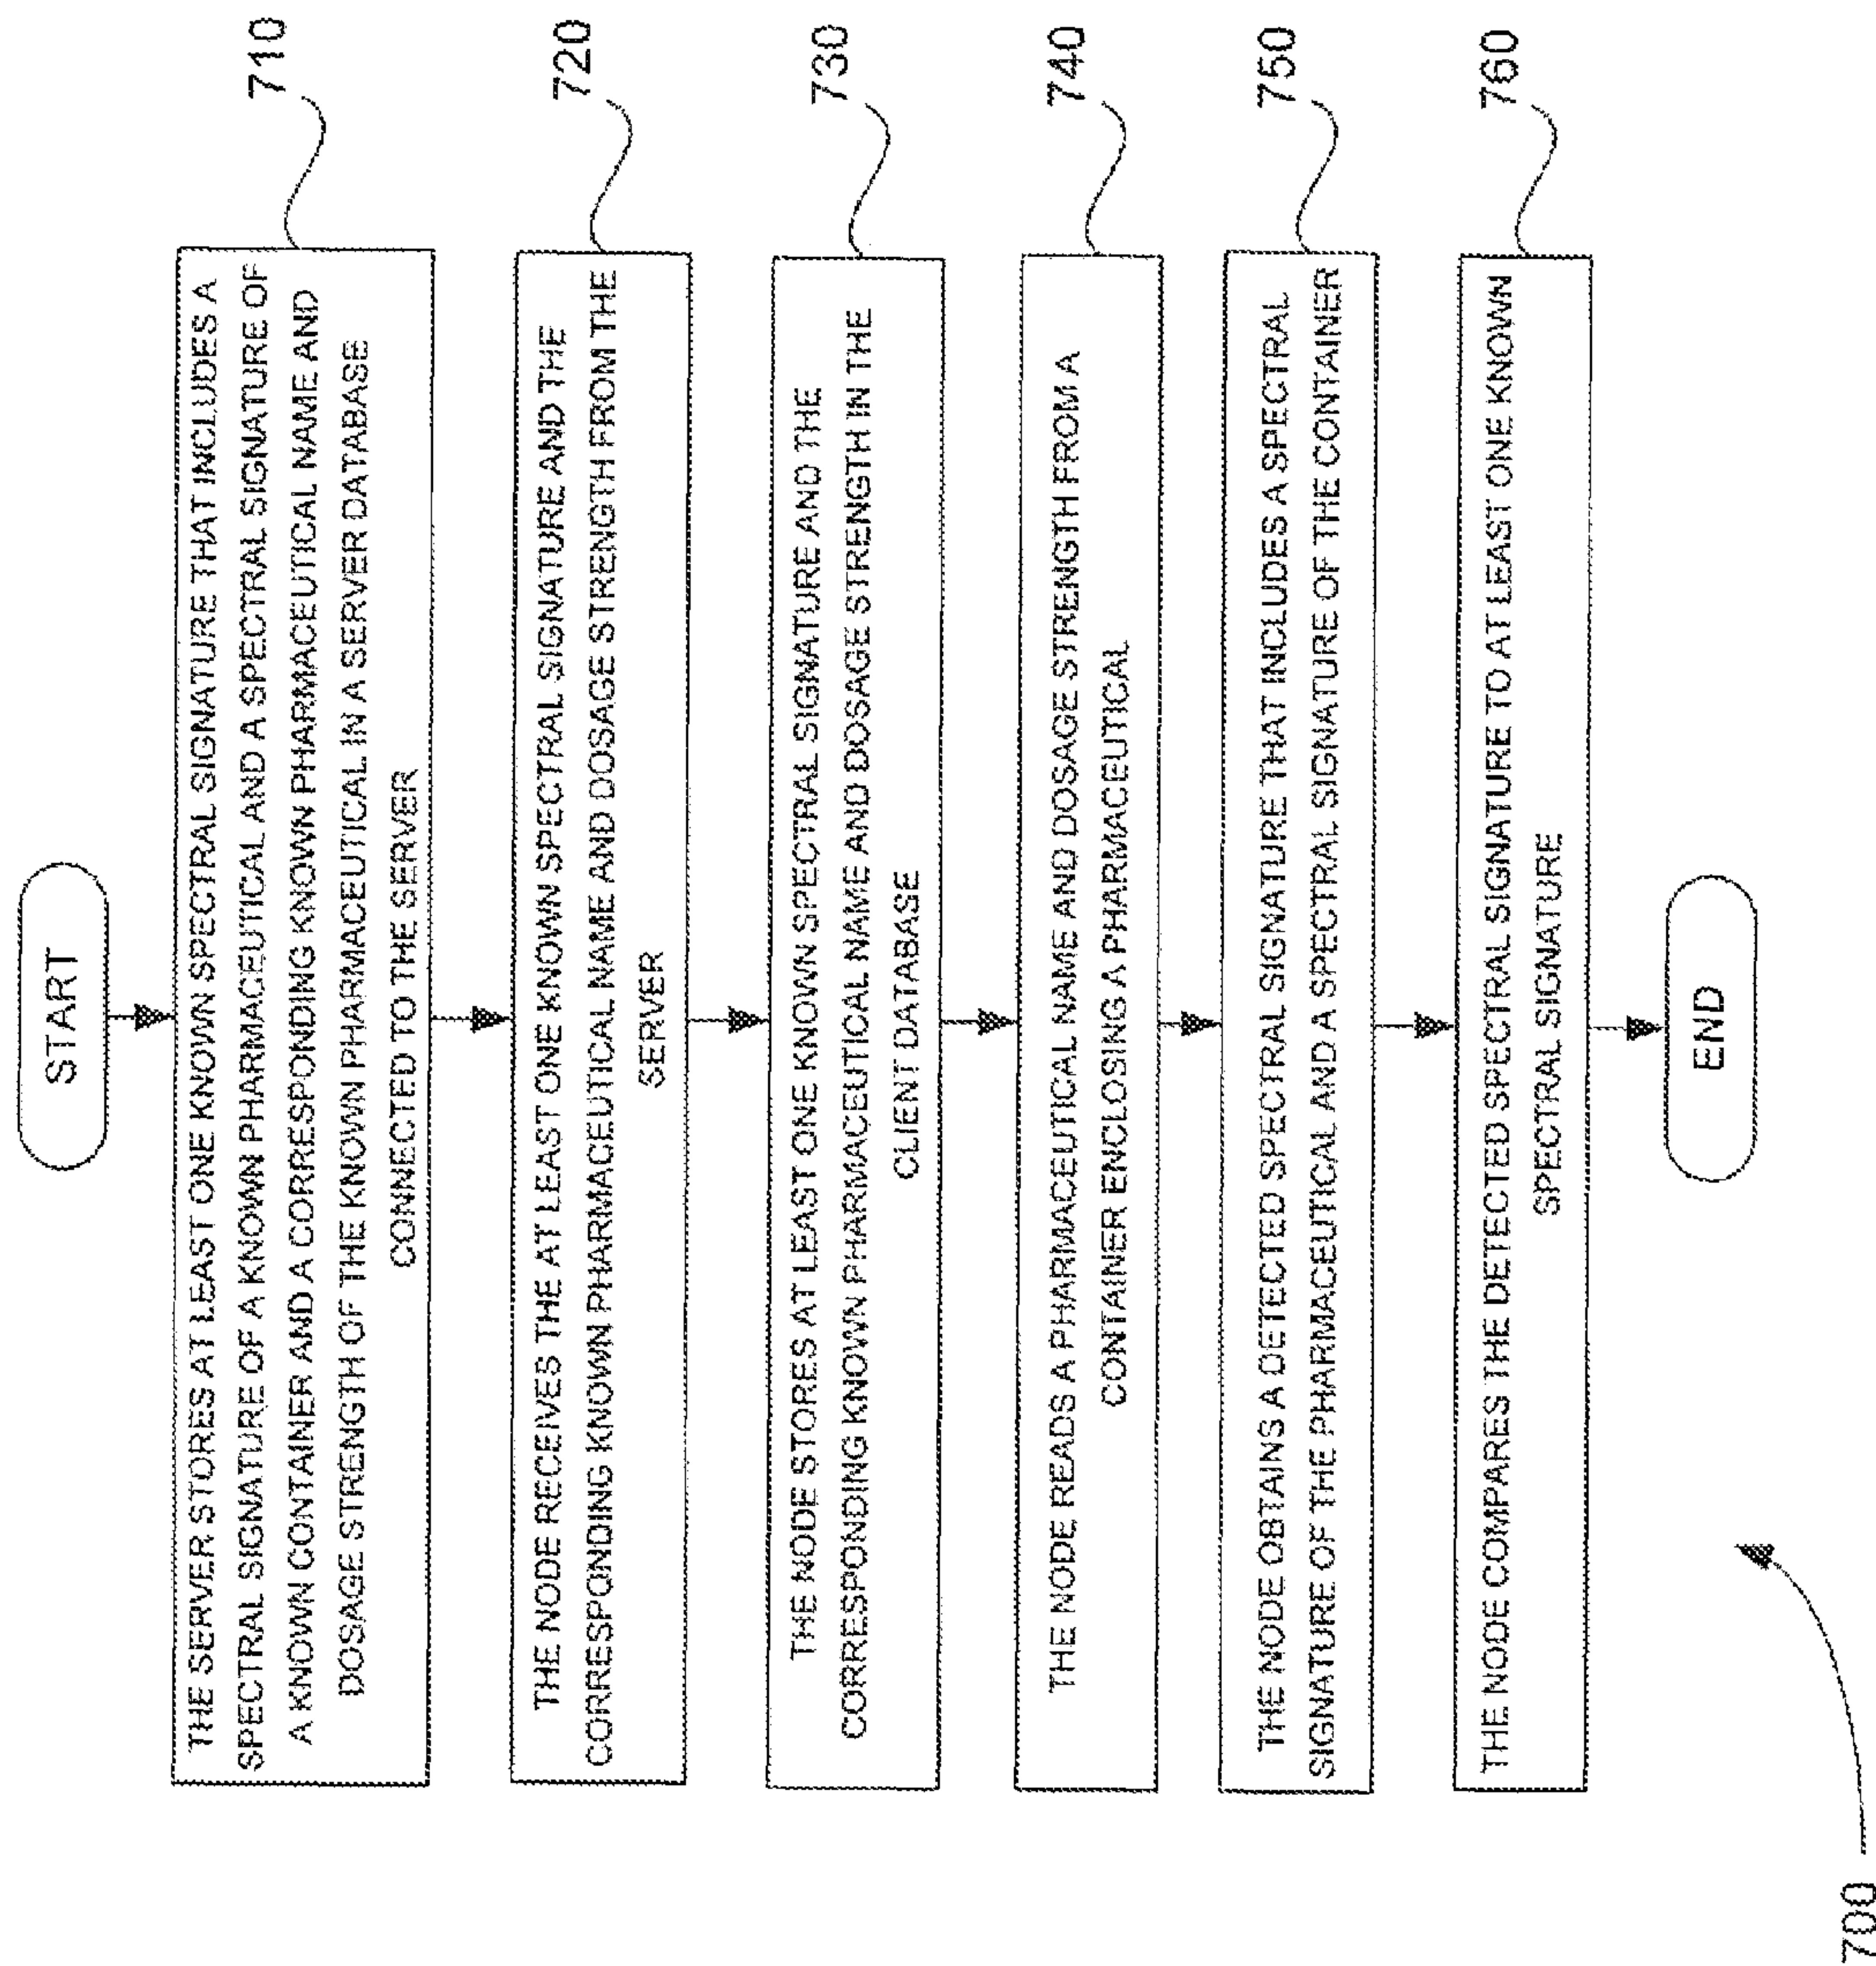 START
THE SERVER STORES AT LEAST ONE KNOWN SPECTRAL SIGNATURE THAT INCLUDES A
SPECTRAL SIGNATURE OF A KNOWN PHARMACEUTICAL AND A SPECTRAL SIGNATURE OF
A KNOWN CONTAINER AND A CORRESPONDING KNOWN PHARMACEUTICAL NAME AND
DOSAGE STRENGTH OF THE KNOWN PHARMACEUTICAL IN A SERVER DATABASE
CONNECTED TO THE SERVER
710
THE NODE RECEIVES THE AT LEAST ONE KNOWN SPECTRAL SIGNATURE AND THE
CORRESPONDING KNOWN PHARMACEUTICAL NAME AND DOSAGE STRENGTH FROM THE
SERVER
720
THE NODE STORES AT LEAST ONE KNOWN SPECTRAL SIGNATURE AND THE
CORRESPONDING KNOWN PHARMACEUTICAL NAME AND DOSAGE STRENGTH IN THE
CLIENT DATABASE
730
THE NODE READS A PHARMACEUTICAL NAME AND DOSAGE STRENGTH FROM A
CONTAINER ENCLOSING A PHARMACEUTICAL
740
THE NODE OBTAINS A DETECTED SPECTRAL SIGNATURE THAT INCLUDES A SPECTRAL
SIGNATURE OF THE PHARMACEUTICAL AND A SPECTRAL SIGNATURE OF THE CONTAINER
750
THE NODE COMPARES THE DETECTED SPECTRAL SIGNATURE TO AT LEAST ONE KNOWN
SPECTRAL SIGNATURE
760
END
700